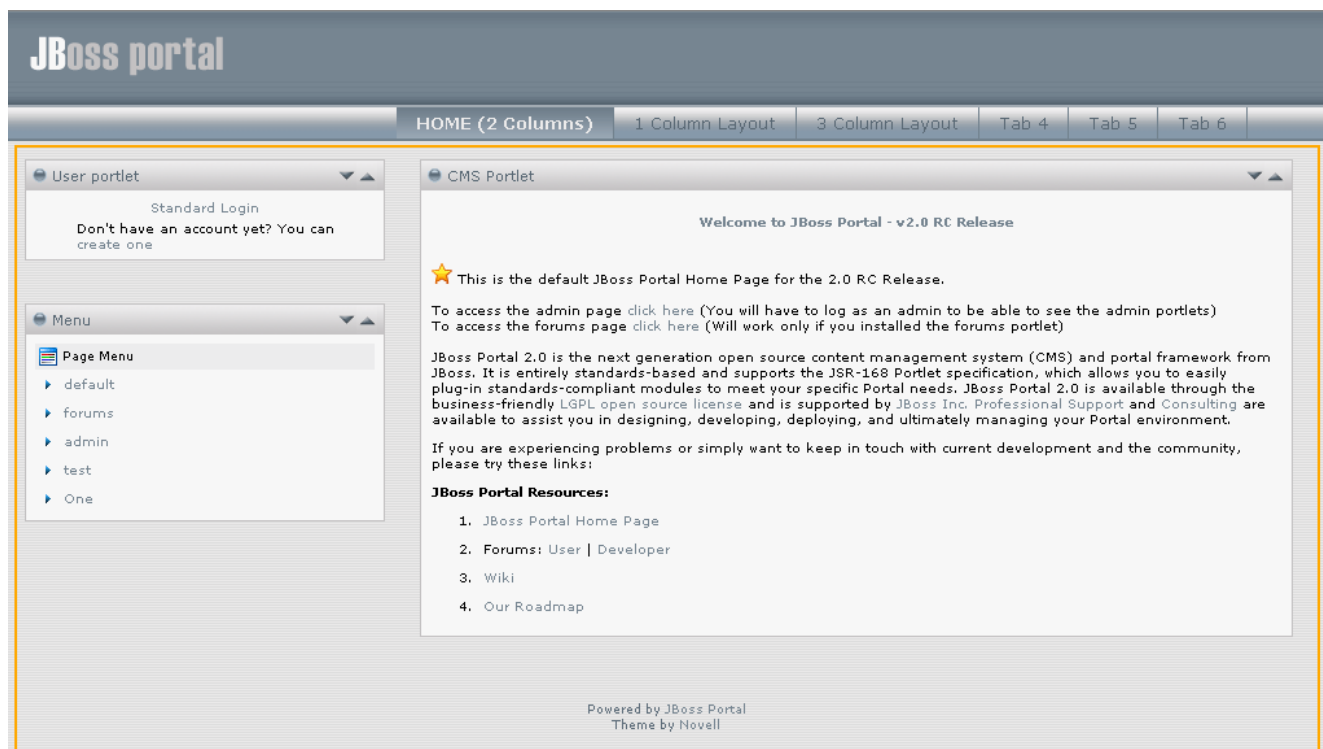 JBoss portal
HOME (2 Columns) 1 Column Layout 3 Column Layout Tab 4 Tab 5 Tab 6
User portlet
Standard Login
Don't have an account yet? You can
create one
Menu
Page Menu
default
forums
admin
test
One
CMS Portlet
Welcome to JBoss Portal - v2.0 RC Release
This is the default JBoss Portal Home Page for the 2.0 RC Release.
To access the admin page click here (You will have to log as an admin to be able to see the admin portlets)
To access the forums page click here (Will work only if you installed the forums portlet)
JBoss Portal 2.0 is the next generation open source content management system (CMS) and portal framework from
JBoss. It is entirely standards-based and supports the JSR-168 Portlet specification, which allows you to easily
plug-in standards-compliant modules to meet your specific Portal needs. JBoss Portal 2.0 is available through the
business-friendly LGPL open source license and is supported by JBoss Inc. Professional Support and Consulting are
available to assist you in designing, developing, deploying, and ultimately managing your Portal environment.
If you are experiencing problems or simply want to keep in touch with current development and the community,
please try these links:
JBoss Portal Resources:
1. JBoss Portal Home Page
2. Forums: User | Developer
3. Wiki
4. Our Roadmap
Powered by JBoss Portal
Theme by Novell